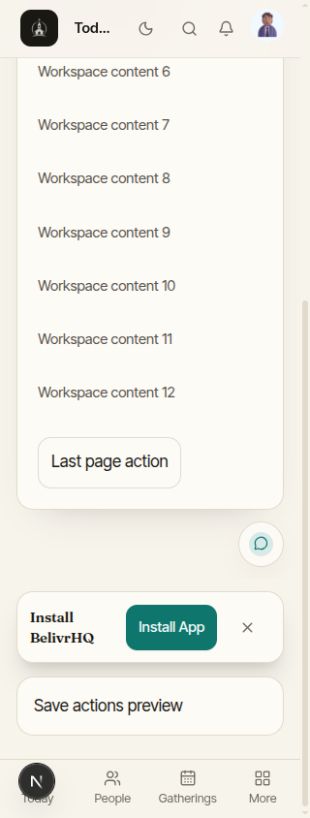 Tod...
Workspace content 6
Workspace content 7
Workspace content 8
Workspace content 9
Workspace content 10
Workspace content 11
Workspace content 12
Last page action
Install
BelivrHQ
Install App
Save actions preview
N
Today People Gatherings More